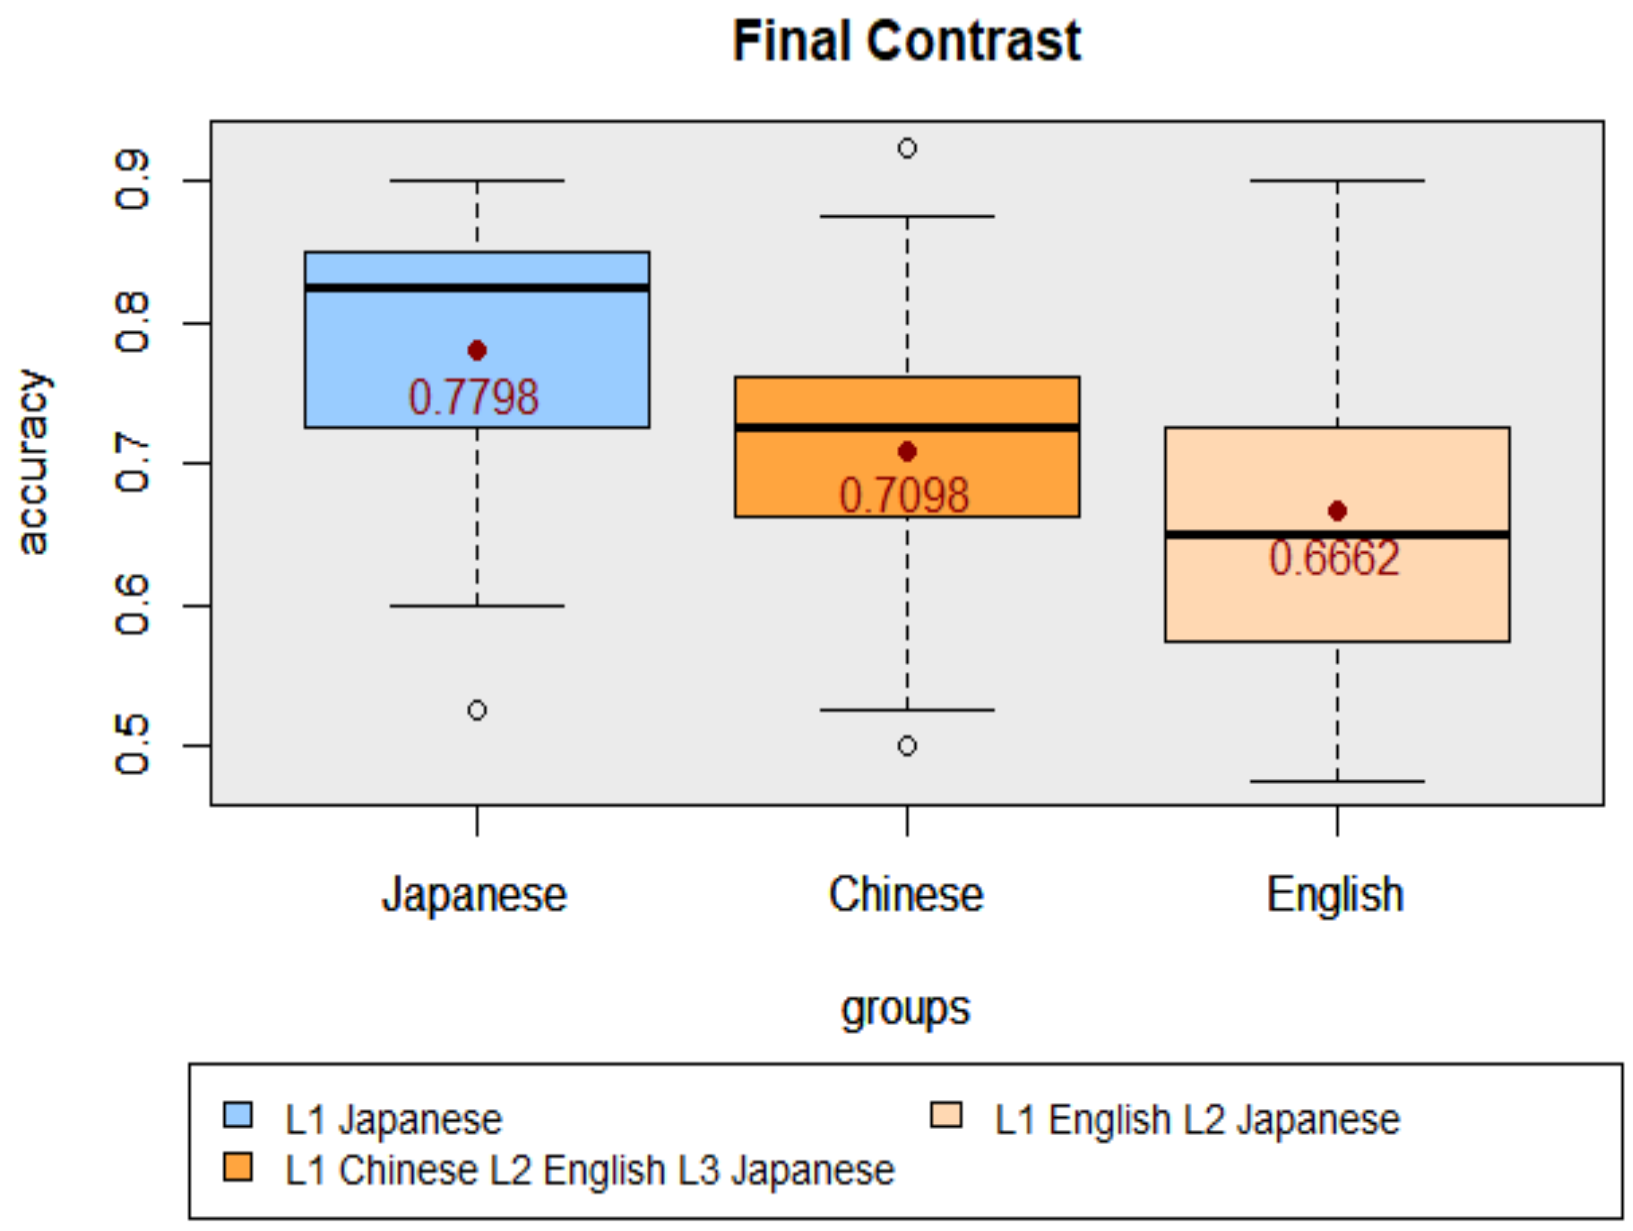 Final Contrast
accuracy
0.9
0.8
0.7
0.6
0.5
0.7798
0.7098
0.6662
Japanese
Chinese
English
groups
L1 Japanese
L1 English L2 Japanese
L1 Chinese L2 English L3 Japanese